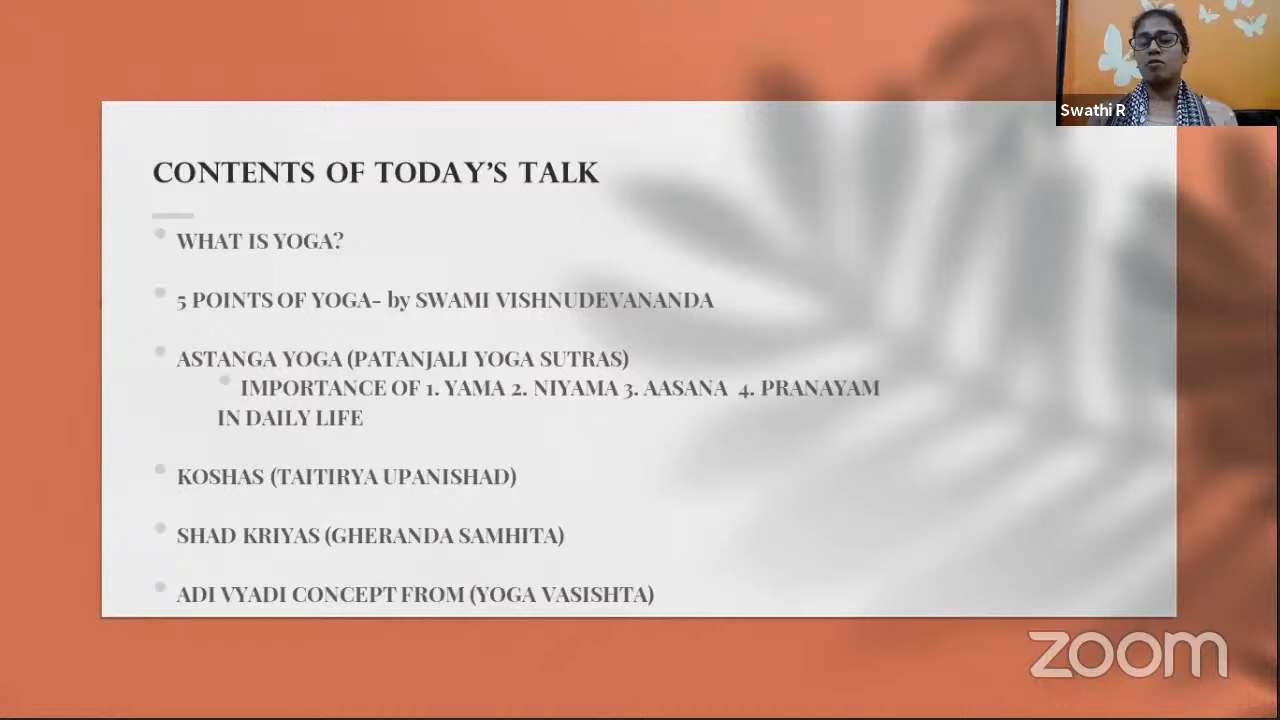 CONTENTS OF TODAY’S TALK
WHAT IS YOGA?
5 POINTS OF YOGA- by SWAMI VISHNUDEVANANDA
ASTANGA YOGA (PATANJALI YOGA SUTRAS)
IMPORTANCE OF 1. YAMA 2. NIYAMA 3. AASANA 4. PRANAYAM
IN DAILY LIFE
KOSHAS (TAITIRYA UPANISHAD)
SHAD KRIYAS (GHERANDA SAMHITA)
ADI VYADI CONCEPT FROM (YOGA VASISHTA)
Swathi R
zoom